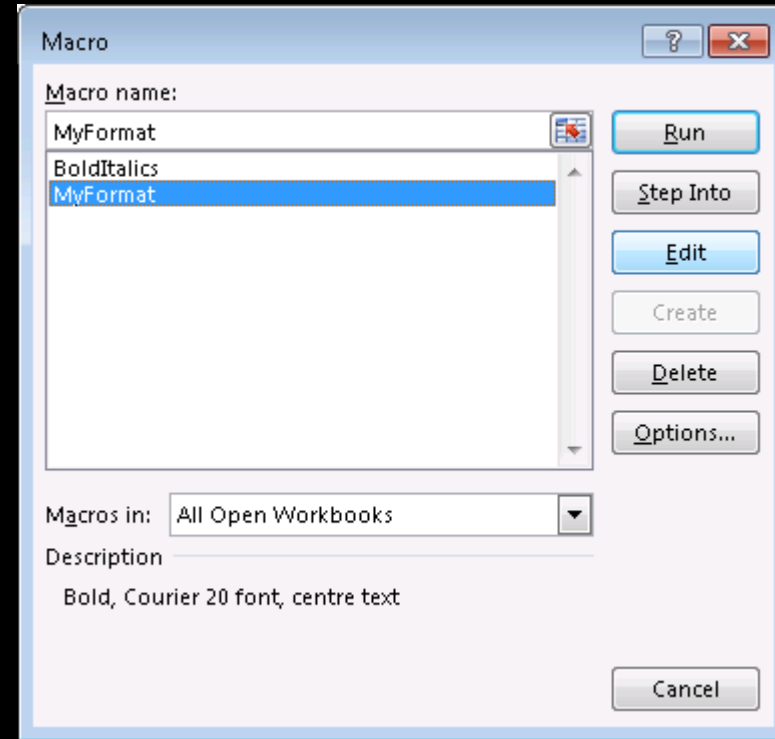 Macro
Macro name:
MyFormat
Run
BoldItalics
MyFormat
Step Into
Edit
Create
Delete
Options...
Macros in: All Open Workbooks
Description
Bold, Courier 20 font, centre text
Cancel